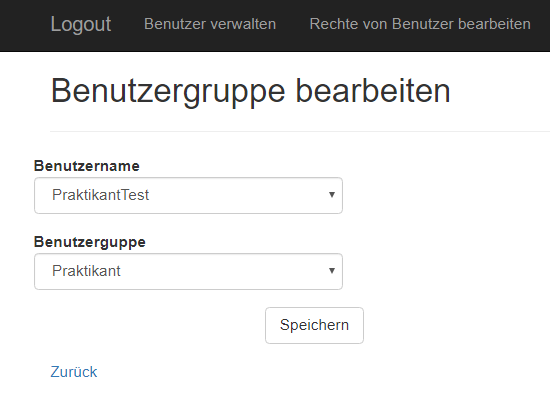 Logout Benutzer verwalten Rechte von Benutzer bearbeiten
Benutzergruppe bearbeiten
Benutzername
PraktikantTest
Benutzerguppe
Praktikant
Speichern
Zurück